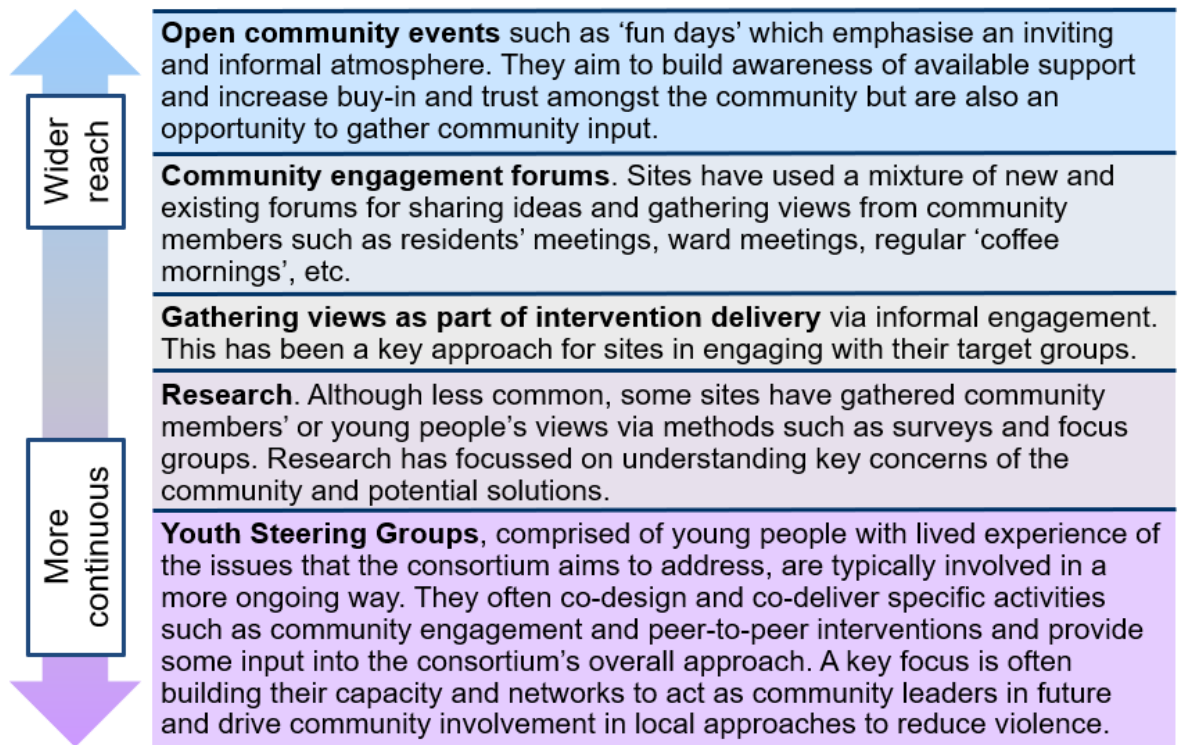 Wider
reach
More
continuous
Open community events such as ‘fun days’ which emphasise an inviting
and informal atmosphere. They aim to build awareness of available support
and increase buy-in and trust amongst the community but are also an
opportunity to gather community input.
Community engagement forums. Sites have used a mixture of new and
existing forums for sharing ideas and gathering views from community
members such as residents’ meetings, ward meetings, regular ‘coffee
mornings’, etc.
Gathering views as part of intervention delivery via informal engagement.
This has been a key approach for sites in engaging with their target groups.
Research. Although less common, some sites have gathered community
members’ or young people’s views via methods such as surveys and focus
groups. Research has focussed on understanding key concerns of the
community and potential solutions.
Youth Steering Groups, comprised of young people with lived experience of
the issues that the consortium aims to address, are typically involved in a
more ongoing way. They often co-design and co-deliver specific activities
such as community engagement and peer-to-peer interventions and provide
some input into the consortium’s overall approach. A key focus is often
building their capacity and networks to act as community leaders in future
and drive community involvement in local approaches to reduce violence.